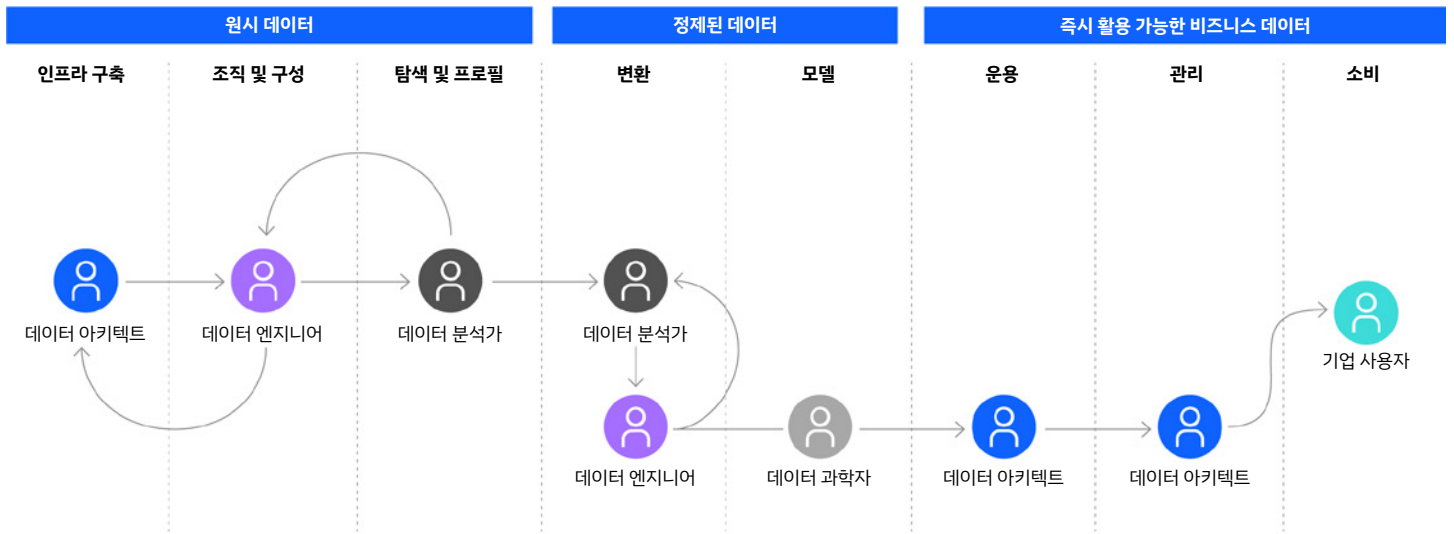 원시 데이터
정제된 데이터
즉시 활용 가능한 비즈니스 데이터
인프라 구축
조직 및 구성
탐색 및 프로필
변환
모델
운용
관리
소비
데이터 아키텍트
데이터 엔지니어
데이터 분석가
데이터 분석가
기업 사용자
데이터 엔지니어
데이터 과학자
데이터 아키텍트
데이터 아키텍트